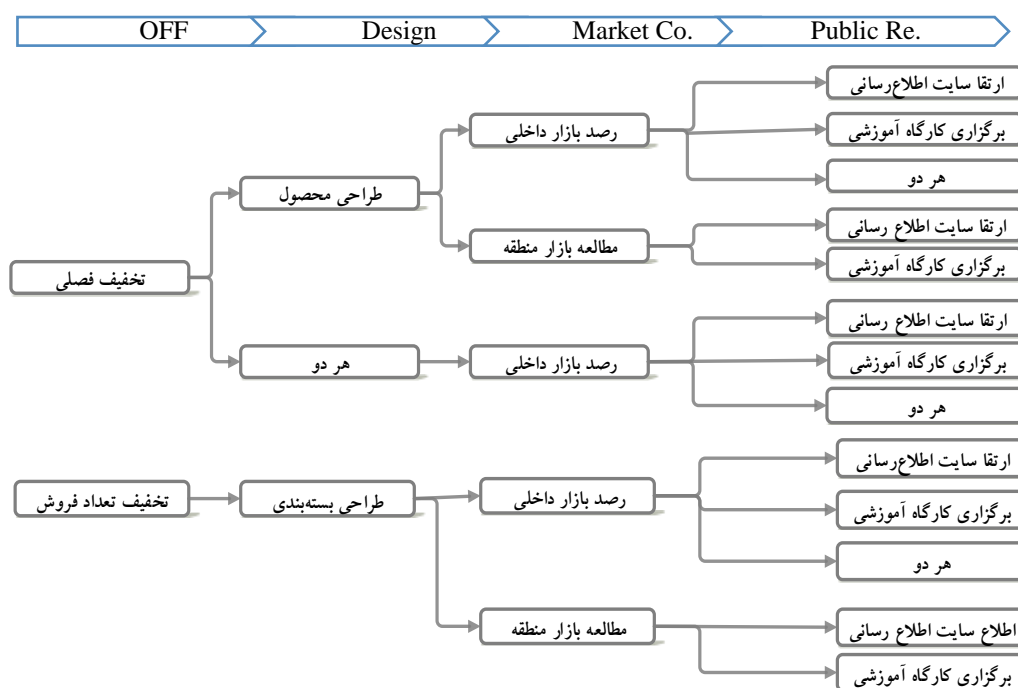 OFF
Design
Market Co.
Public Re.
تخفیف فصلی
طراحی محصول
رصد بازار داخلی
ارتقا سایت اطلاع‌رسانی
برگزاری کارگاه آموزشی
هر دو
مطالعه بازار منطقه
ارتقا سایت اطلاع رسانی
برگزاری کارگاه آموزشی
هر دو
رصد بازار داخلی
ارتقا سایت اطلاع رسانی
برگزاری کارگاه آموزشی
هر دو
تخفیف تعداد فروش
طراحی بسته‌بندی
رصد بازار داخلی
ارتقا سایت اطلاع‌رسانی
برگزاری کارگاه آموزشی
هر دو
مطالعه بازار منطقه
اطلاع سایت اطلاع رسانی
برگزاری کارگاه آموزشی